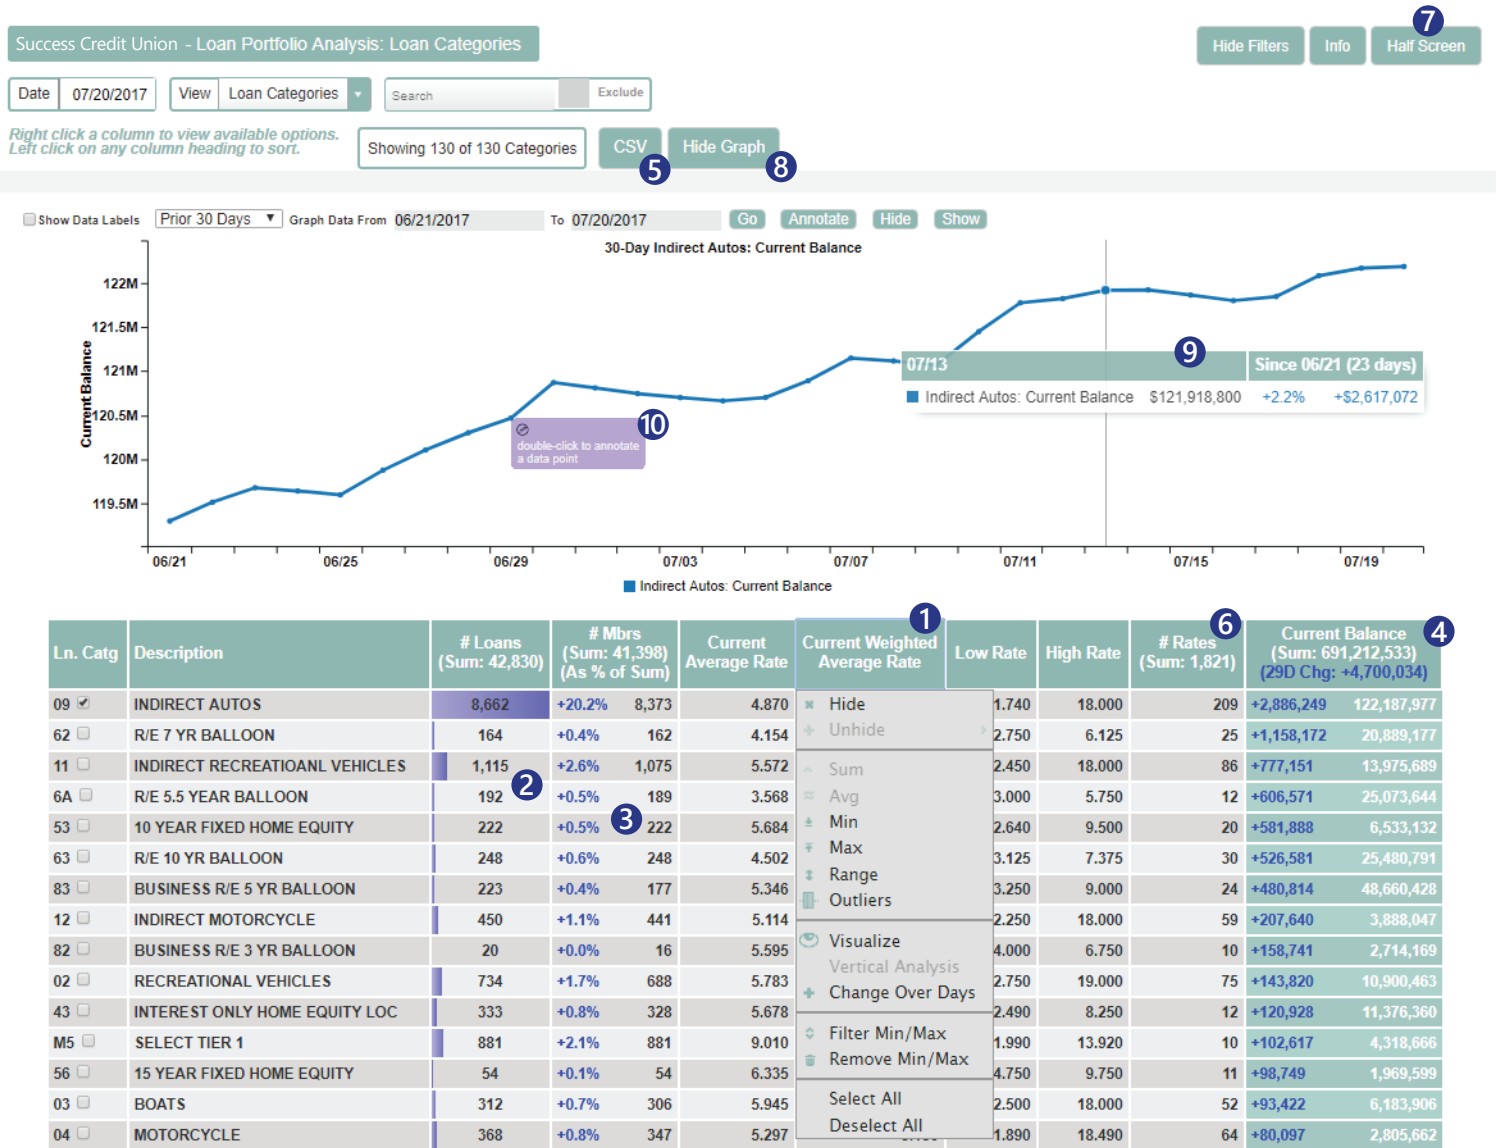 7
Success Credit Union - Loan Portfolio Analysis: Loan Categories
Hide Filters Info Half Screen
Date 07/20/2017 View Loan Categories Search Exclude
Right click a column to view available options.
Left click on any column heading to sort.
Showing 130 of 130 Categories CSV Hide Graph
5 8
Show Data Labels Prior 30 Days Graph Data From 06/21/2017 To 07/20/2017 Go Annotate Hide Show
30-Day Indirect Autos: Current Balance
122M
121.5M
121M
120.5M
120M
119.5M
Current Balance
9
07/13 Since 06/21 (23 days)
Indirect Autos: Current Balance $121,918,800 +2.2% +$2,617,072
10
double-click to annotate
a data point
06/21 06/25 06/29 07/03 07/07 07/11 07/15 07/19
Indirect Autos: Current Balance
1 6 4
Ln. Catg Description # Loans (Sum: 42,830) # Mbrs (Sum: 41,398) (As % of Sum) Current Average Rate Current Weighted Average Rate Low Rate High Rate # Rates (Sum: 1,821) Current Balance (Sum: 691,212,533) (29D Chg: +4,700,034)
09 INDIRECT AUTOS 8,662 +20.2% 8,373 4.870 1.740 18.000 209 +2,886,249 122,187,977
62 R/E 7 YR BALLOON 164 +0.4% 162 4.154 2.750 6.125 25 +1,158,172 20,889,177
11 INDIRECT RECREATIOANL VEHICLES 1,115 +2.6% 1,075 5.572 2.450 18.000 86 +777,151 13,975,689
6A R/E 5.5 YEAR BALLOON 192 +0.5% 189 3.568 3.000 5.750 12 +606,571 25,073,644
53 10 YEAR FIXED HOME EQUITY 222 +0.5% 222 5.684 2.640 9.500 20 +581,888 6,533,132
63 R/E 10 YR BALLOON 248 +0.6% 248 4.502 3.125 7.375 30 +526,581 25,480,791
83 BUSINESS R/E 5 YR BALLOON 223 +0.4% 177 5.346 3.250 9.000 24 +480,814 48,660,428
12 INDIRECT MOTORCYCLE 450 +1.1% 441 5.114 2.250 18.000 59 +207,640 3,888,047
82 BUSINESS R/E 3 YR BALLOON 20 +0.0% 16 5.595 4.000 6.750 10 +158,741 2,714,169
02 RECREATIONAL VEHICLES 734 +1.7% 688 5.783 2.750 19.000 75 +143,820 10,900,463
43 INTEREST ONLY HOME EQUITY LOC 333 +0.8% 328 5.678 2.490 8.250 12 +120,928 11,376,360
M5 SELECT TIER 1 881 +2.1% 881 9.010 1.990 13.920 10 +102,617 4,318,666
56 15 YEAR FIXED HOME EQUITY 54 +0.1% 54 6.335 4.750 9.750 11 +98,749 1,969,599
03 BOATS 312 +0.7% 306 5.945 2.500 18.000 52 +93,422 6,183,906
04 MOTORCYCLE 368 +0.8% 347 5.297 1.890 18.490 64 +80,097 2,805,662
2
3
Hide
Unhide
Sum
Avg
Min
Max
Range
Outliers
Visualize
Vertical Analysis
Change Over Days
Filter Min/Max
Remove Min/Max
Select All
Deselect All